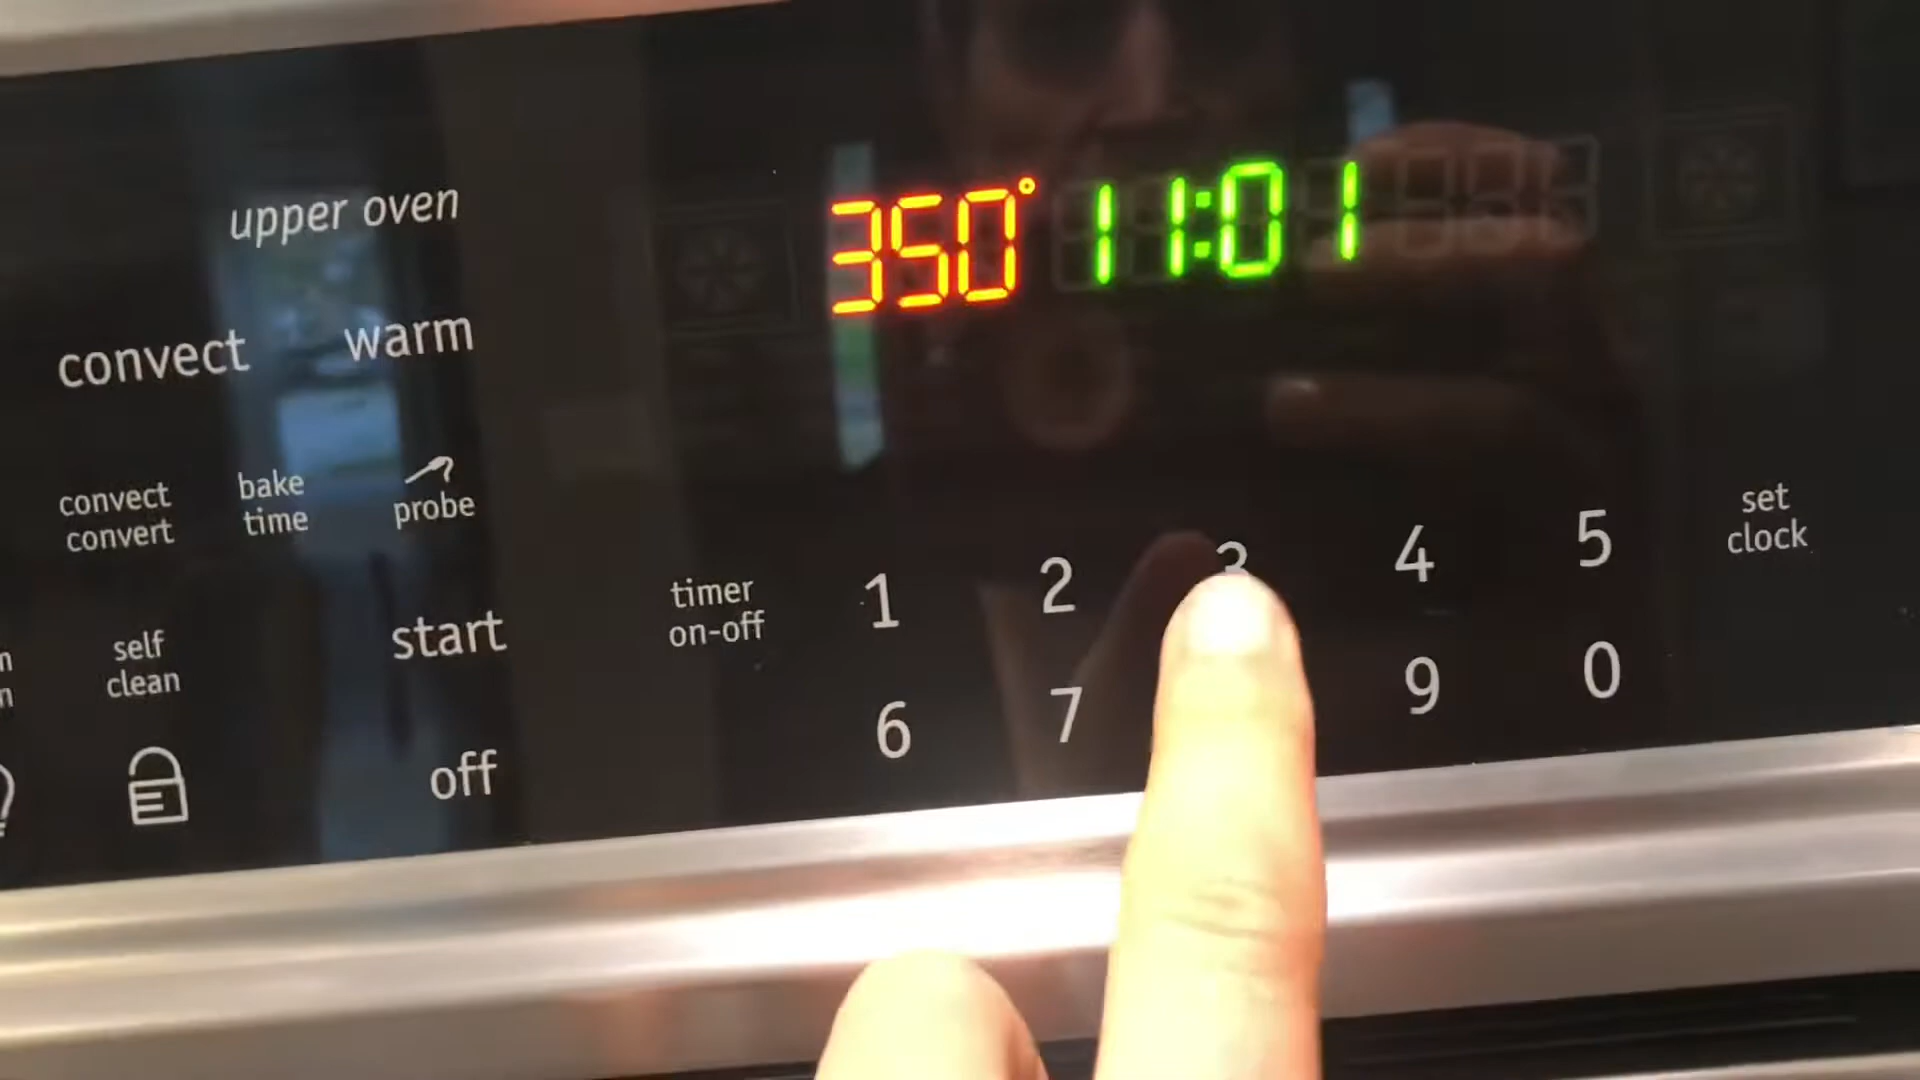 upper oven
350° 11:01
convect warm
convect
convert
bake
time
probe
timer
on-off
1 2 3 4 5
set
clock
self
clean
start
6 7 9 0
off